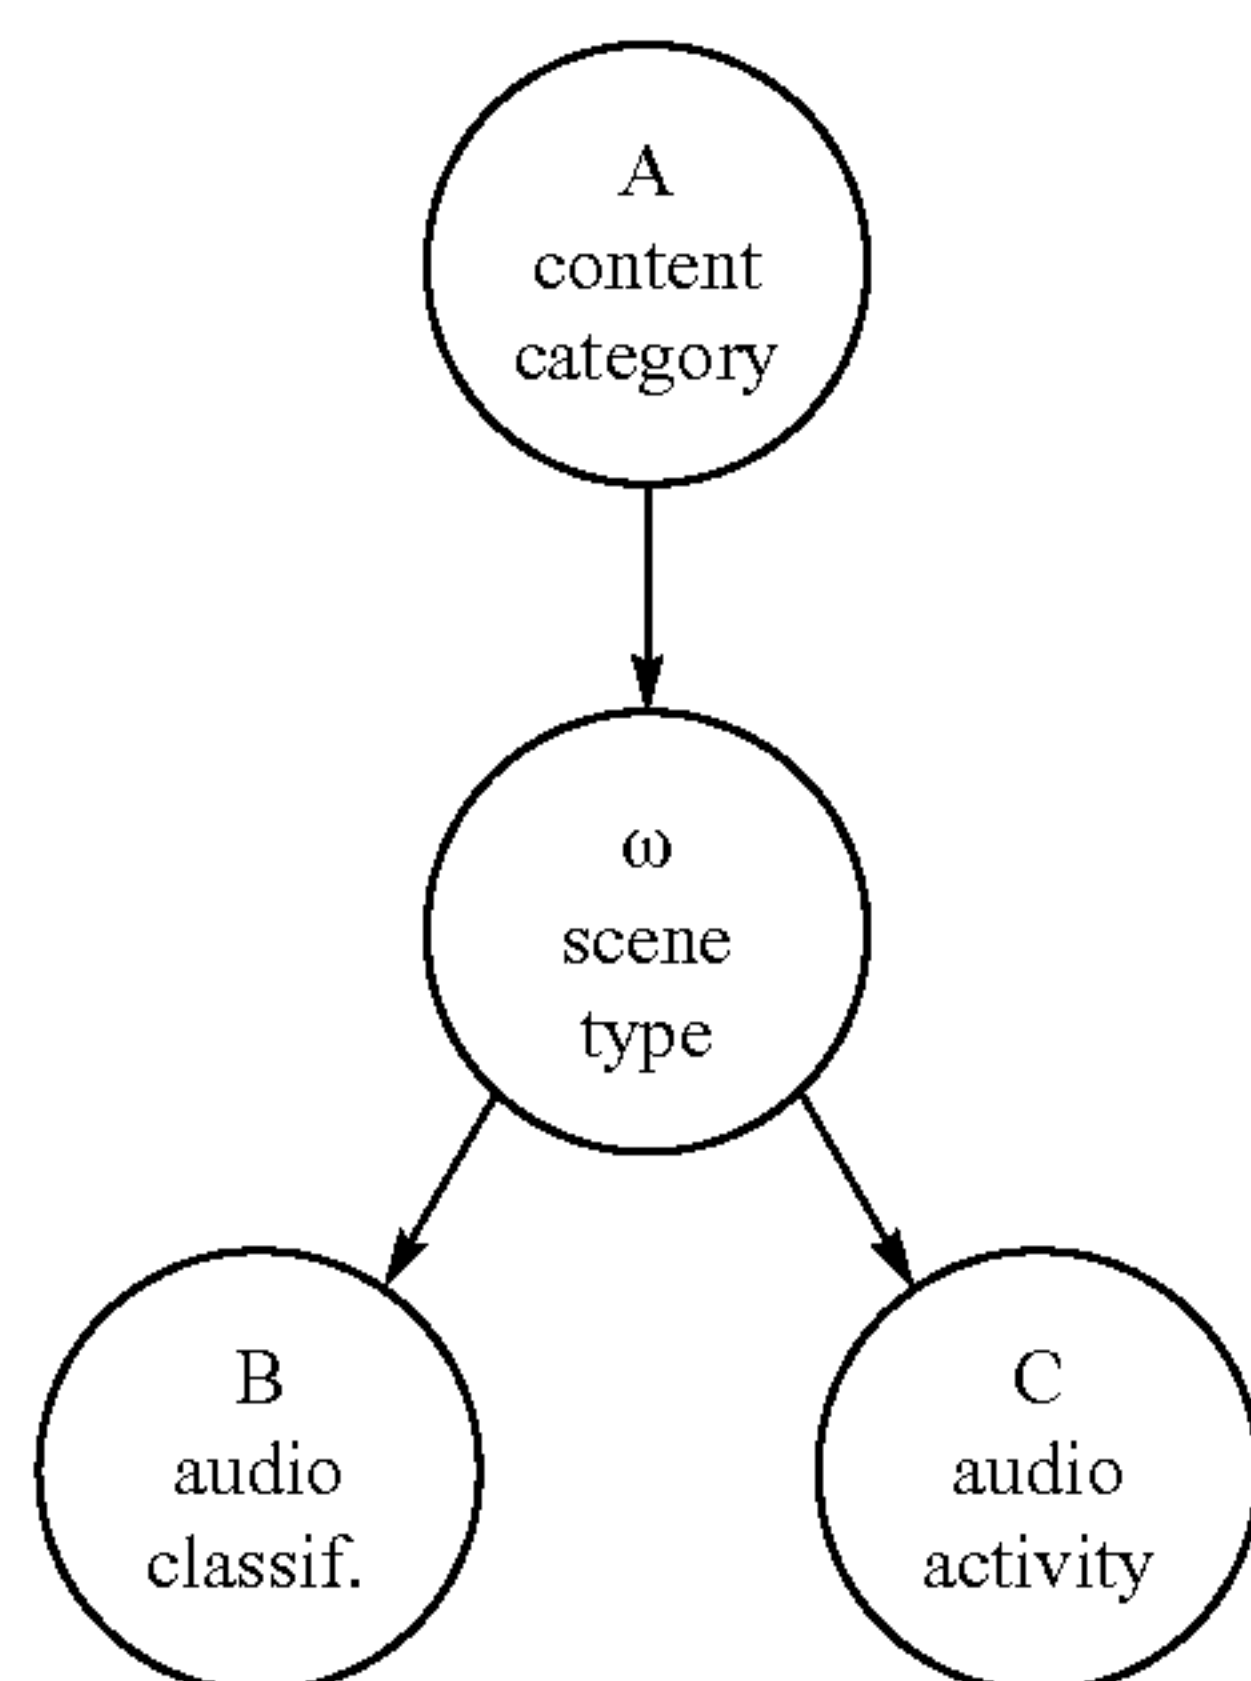 A
content
category
ω
scene
type
B
audio
classif.
C
audio
activity